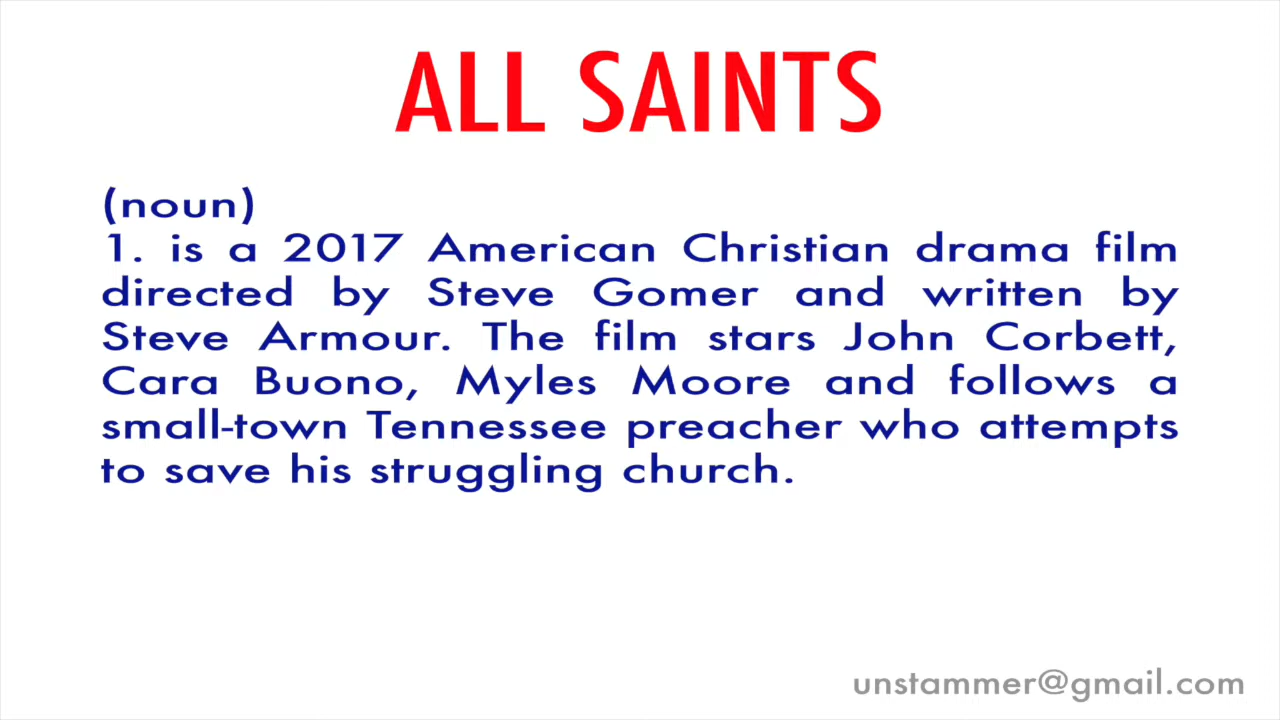 ALL SAINTS
(noun)
1. is a 2017 American Christian drama film
directed by Steve Gomer and written by
Steve Armour. The film stars John Corbett,
Cara Buono, Myles Moore and follows a
small-town Tennessee preacher who attempts
to save his struggling church.
unstammer@gmail.com